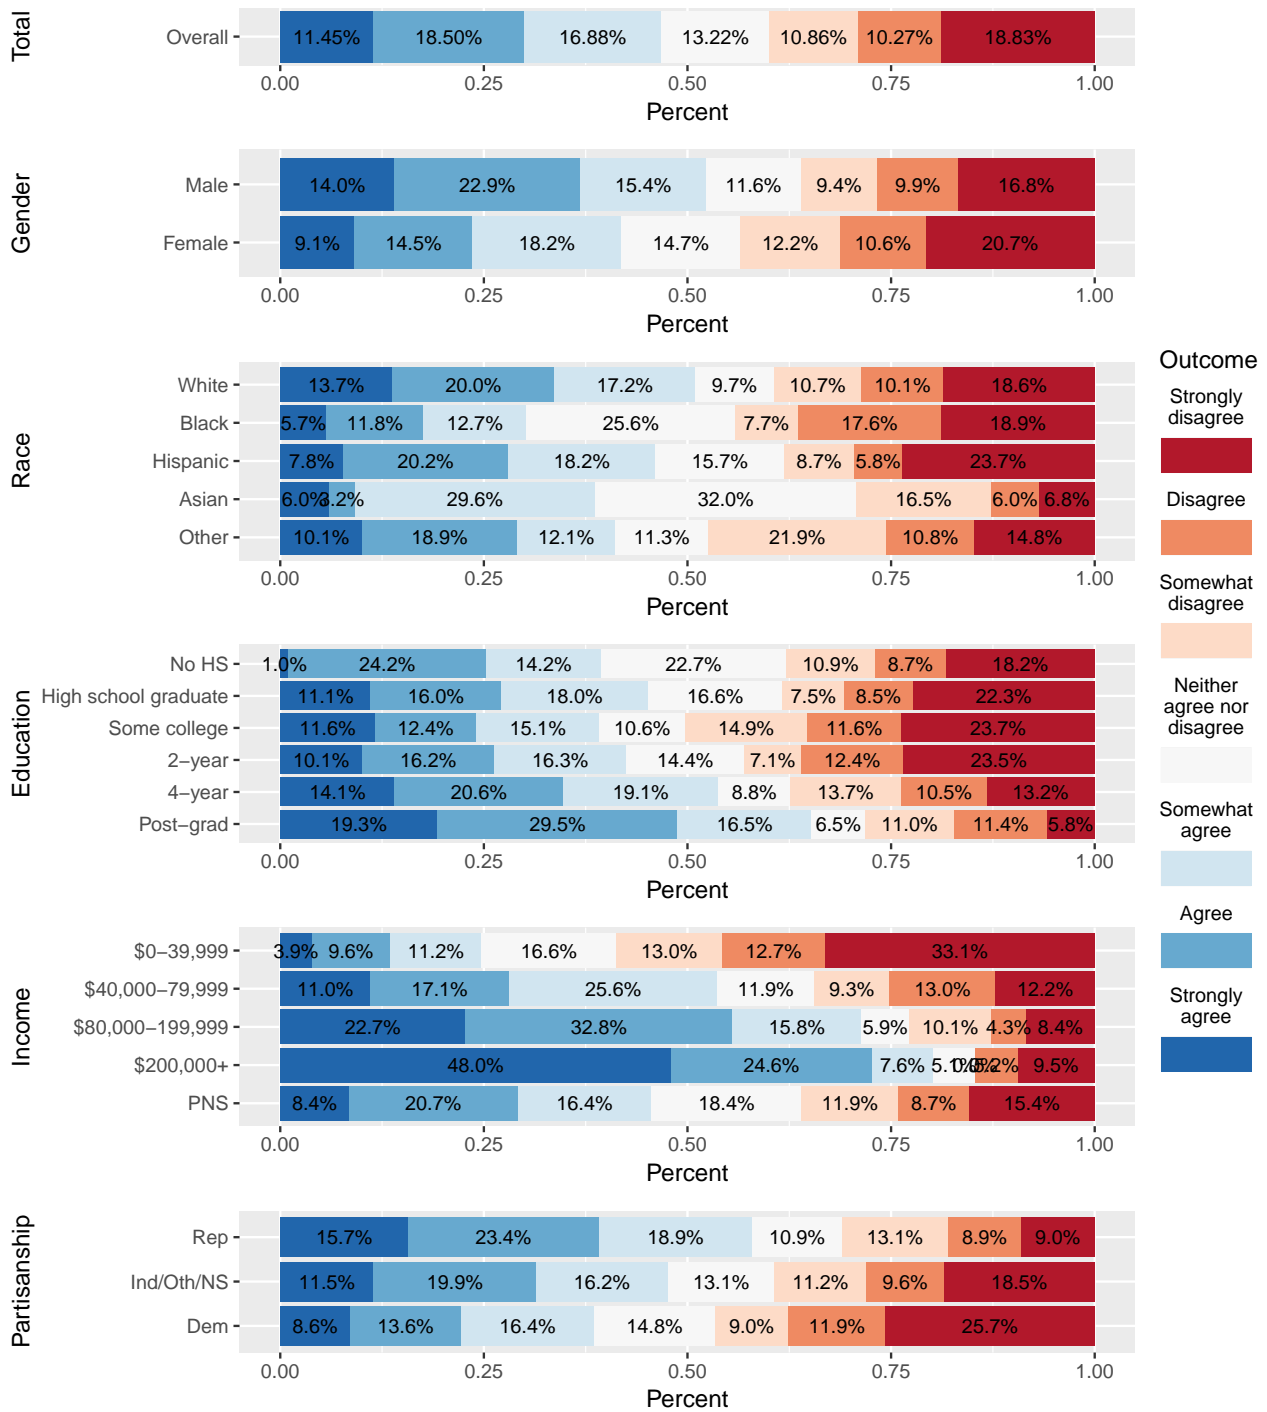 Total
Overall
11.45% 18.50% 16.88% 13.22% 10.86% 10.27% 18.83%
0.00 0.25 0.50 0.75 1.00
Percent
Gender
Male
14.0% 22.9% 15.4% 11.6% 9.4% 9.9% 16.8%
Female
9.1% 14.5% 18.2% 14.7% 12.2% 10.6% 20.7%
0.00 0.25 0.50 0.75 1.00
Percent
Race
White
13.7% 20.0% 17.2% 9.7% 10.7% 10.1% 18.6%
Black
5.7% 11.8% 12.7% 25.6% 7.7% 17.6% 18.9%
Hispanic
7.8% 20.2% 18.2% 15.7% 8.7% 5.8% 23.7%
Asian
6.0% 3.2% 29.6% 32.0% 16.5% 6.0% 6.8%
Other
10.1% 18.9% 12.1% 11.3% 21.9% 10.8% 14.8%
0.00 0.25 0.50 0.75 1.00
Percent
Education
No HS
1.0% 24.2% 14.2% 22.7% 10.9% 8.7% 18.2%
High school graduate
11.1% 16.0% 18.0% 16.6% 7.5% 8.5% 22.3%
Some college
11.6% 12.4% 15.1% 10.6% 14.9% 11.6% 23.7%
2−year
10.1% 16.2% 16.3% 14.4% 7.1% 12.4% 23.5%
4−year
14.1% 20.6% 19.1% 8.8% 13.7% 10.5% 13.2%
Post−grad
19.3% 29.5% 16.5% 6.5% 11.0% 11.4% 5.8%
0.00 0.25 0.50 0.75 1.00
Percent
Income
$0−39,999
3.9% 9.6% 11.2% 16.6% 13.0% 12.7% 33.1%
$40,000−79,999
11.0% 17.1% 25.6% 11.9% 9.3% 13.0% 12.2%
$80,000−199,999
22.7% 32.8% 15.8% 5.9% 10.1% 4.3% 8.4%
$200,000+
48.0% 24.6% 7.6% 5.1% 9.5%
PNS
8.4% 20.7% 16.4% 18.4% 11.9% 8.7% 15.4%
0.00 0.25 0.50 0.75 1.00
Percent
Partisanship
Rep
15.7% 23.4% 18.9% 10.9% 13.1% 8.9% 9.0%
Ind/Oth/NS
11.5% 19.9% 16.2% 13.1% 11.2% 9.6% 18.5%
Dem
8.6% 13.6% 16.4% 14.8% 9.0% 11.9% 25.7%
0.00 0.25 0.50 0.75 1.00
Percent
Outcome
Strongly
disagree
Disagree
Somewhat
disagree
Neither
agree nor
disagree
Somewhat
agree
Agree
Strongly
agree